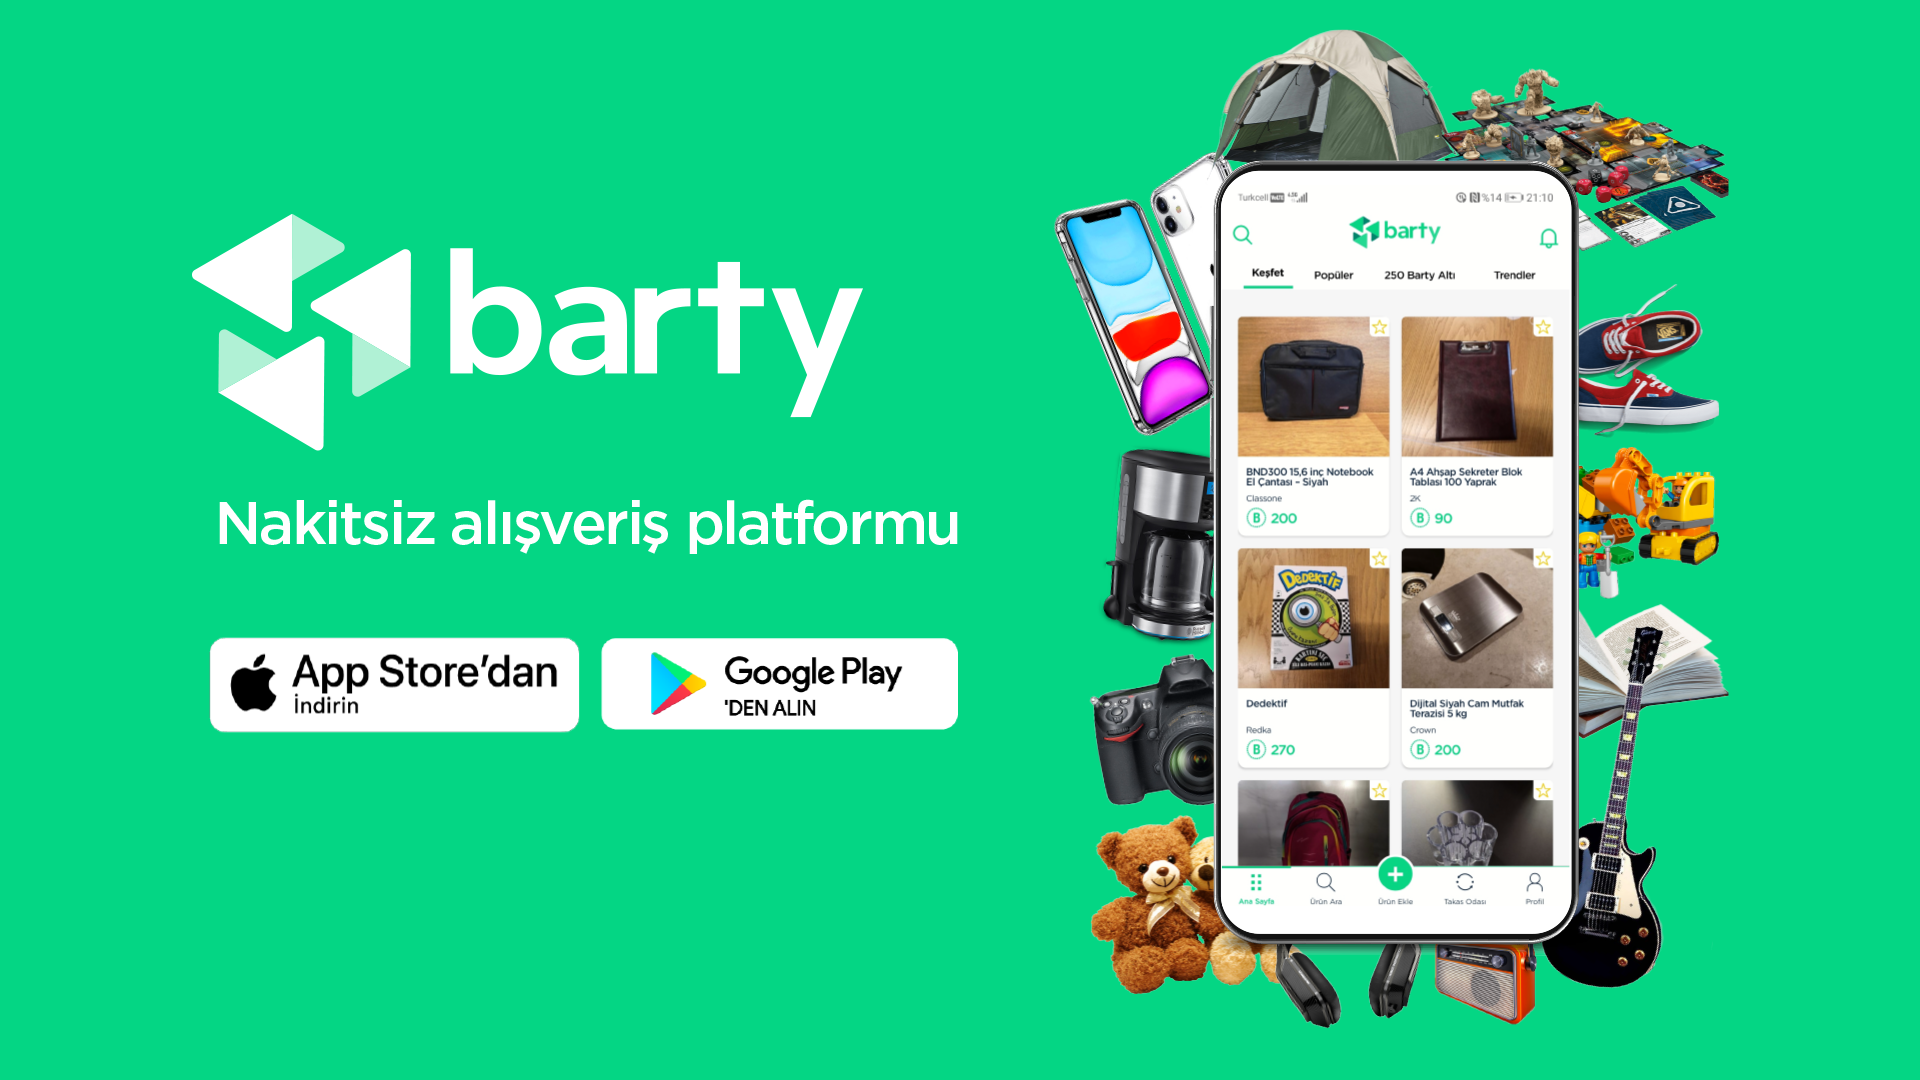 barty
Nakitsiz alışveriş platformu
App Store'dan
İndirin
Google Play
'DEN ALIN
Turkcell
%14
21:10
barty
Keşfet
Popüler
250 Barty Altı
Trendler
BND300 15,6 inç Notebook
El Çantası – Siyah
Classone
B 200
A4 Ahşap Sekreter Blok
Tablası 100 Yaprak
2K
B 90
DEDEKTİF
Dedektif
Redka
B 270
Dijital Siyah Cam Mutfak
Terazisi 5 kg
Crown
B 200
Ana Sayfa
Ürün Ara
Ürün Ekle
Takas Odası
Profil